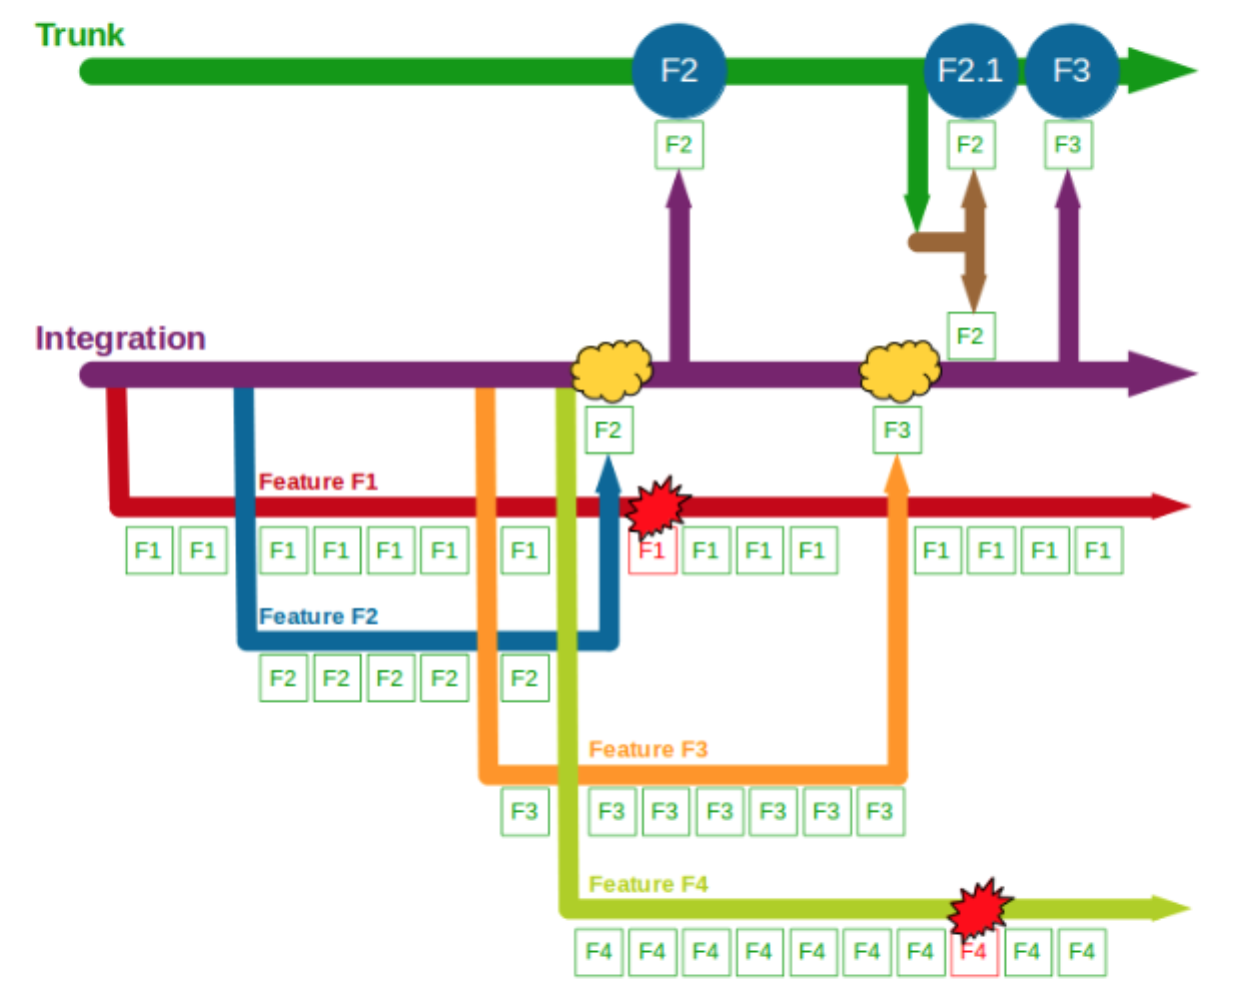 Trunk
F2 F2.1 F3
F2 F2 F3
Integration
F2
F2 F3
Feature F1
F1 F1 F1 F1 F1 F1 F1 F1 F1 F1 F1 F1 F1 F1 F1
Feature F2
F2 F2 F2 F2 F2
Feature F3
F3 F3 F3 F3 F3 F3 F3
Feature F4
F4 F4 F4 F4 F4 F4 F4 F4 F4 F4